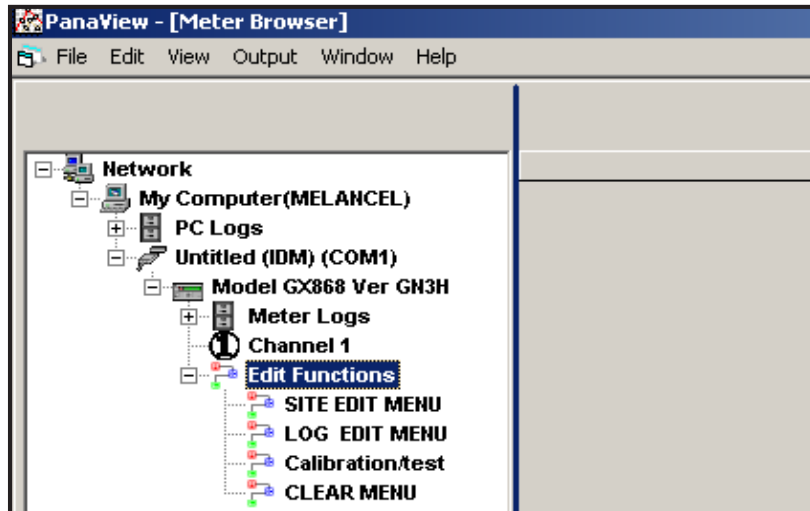 PanaView - [Meter Browser]
File Edit View Output Window Help
Network
My Computer(MELANCEL)
PC Logs
Untitled (IDM) (COM1)
Model GX868 Ver GN3H
Meter Logs
1 Channel 1
Edit Functions
SITE EDIT MENU
LOG EDIT MENU
Calibration/test
CLEAR MENU